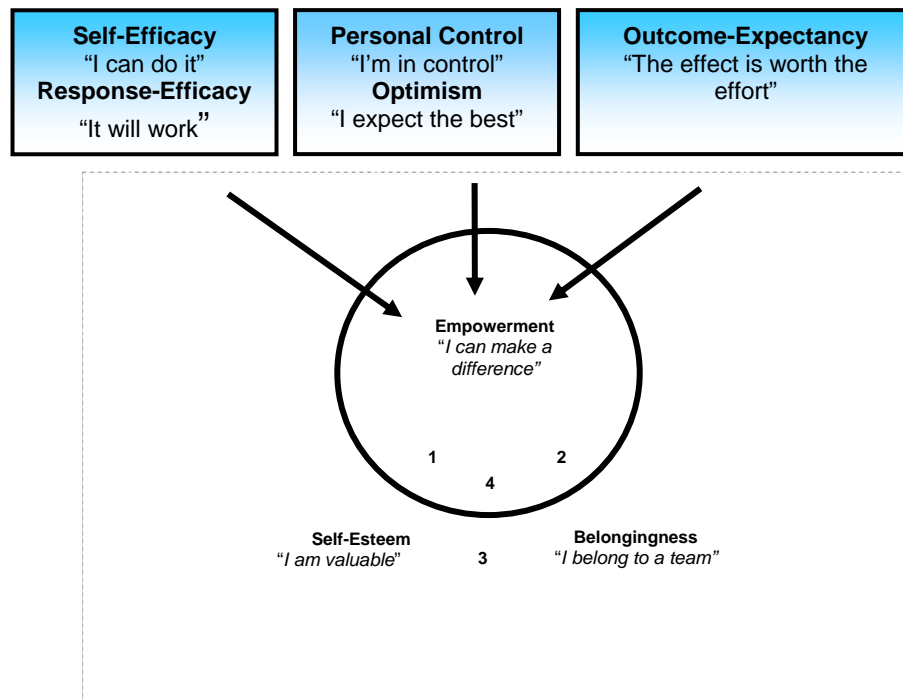 Self-Efficacy
“I can do it”
Response-Efficacy
“It will work”
Personal Control
“I’m in control”
Optimism
“I expect the best”
Outcome-Expectancy
“The effect is worth the
effort”
Empowerment
“I can make a
difference”
1
2
4
Self-Esteem
“I am valuable”
3
Belongingness
“I belong to a team”